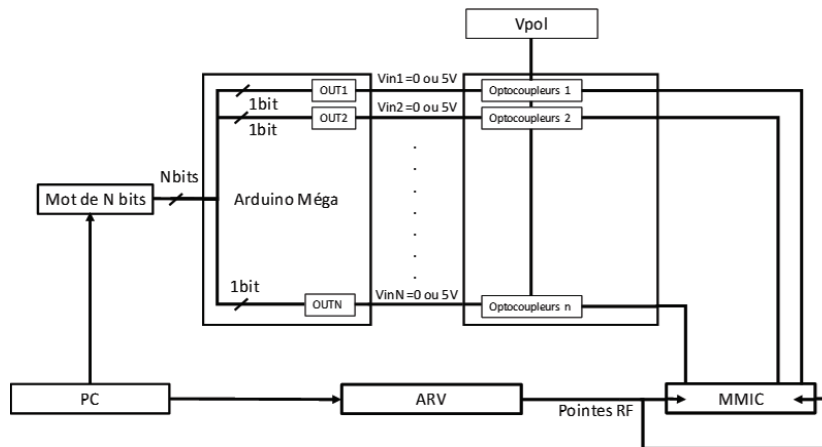 Vpol
Vin1=0 ou 5V
OUT1
Optocoupleurs 1
1bit
Vin2=0 ou 5V
OUT2
Optocoupleurs 2
1bit
Nbits
Mot de N bits
Arduino Méga
1bit
VinN=0 ou 5V
OUTN
Optocoupleurs n
PC
ARV
Pointes RF
MMIC